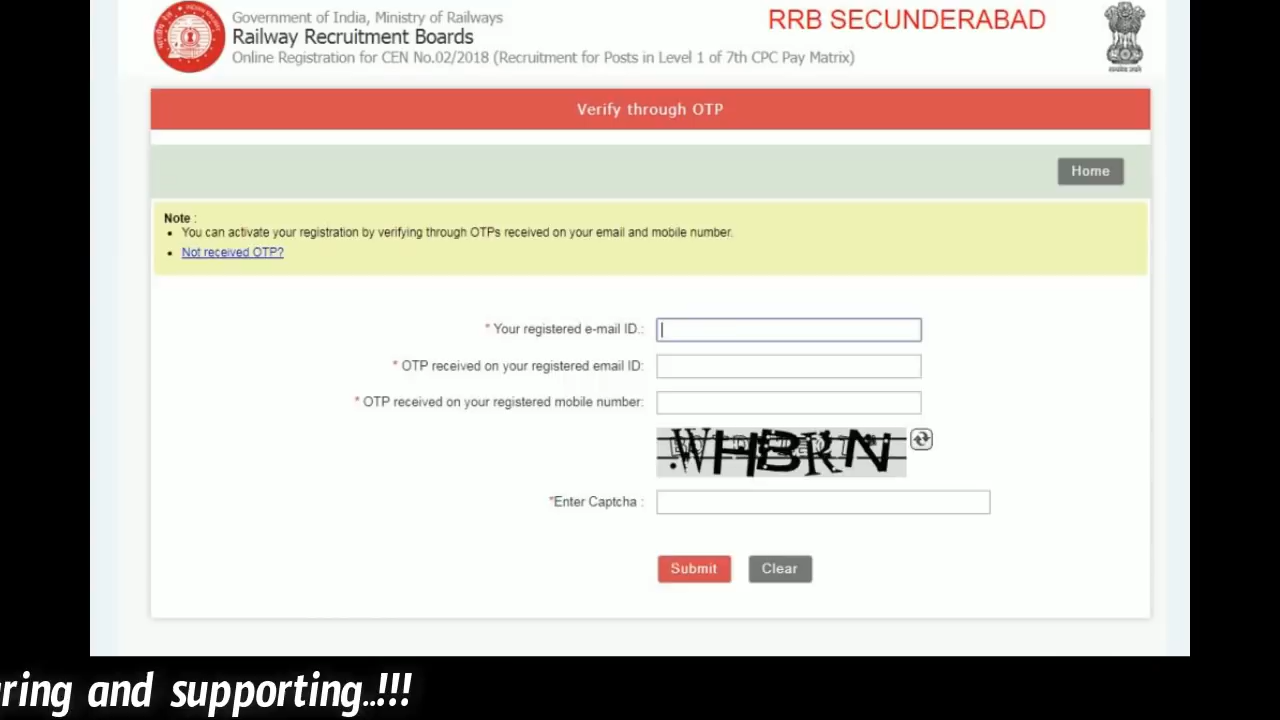 Government of India, Ministry of Railways
RRB SECUNDERABAD
Railway Recruitment Boards
Online Registration for CEN No.02/2018 (Recruitment for Posts in Level 1 of 7th CPC Pay Matrix)
Verify through OTP
Home
Note :
You can activate your registration by verifying through OTPs received on your email and mobile number.
Not received OTP?
* Your registered e-mail ID.:
* OTP received on your registered email ID:
* OTP received on your registered mobile number:
WHBRN
*Enter Captcha :
Submit
Clear
ring and supporting..!!!